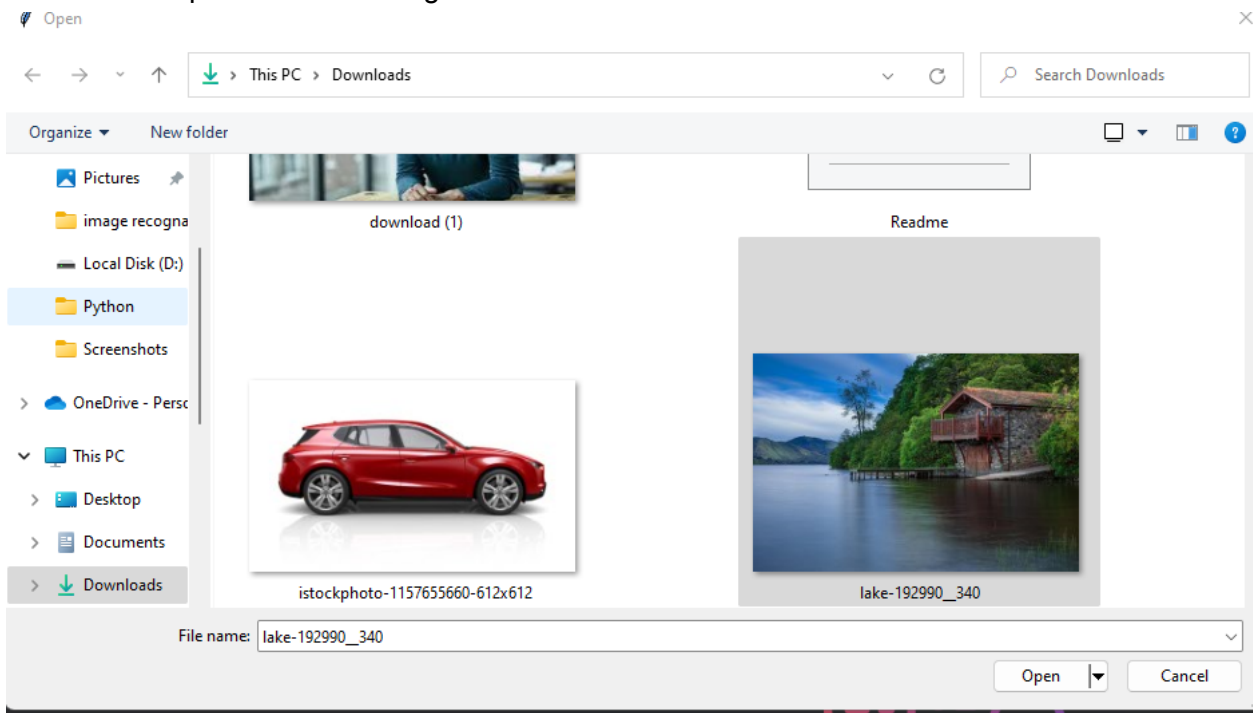 Open
This PC > Downloads
Search Downloads
Organize
New folder
Pictures
image recogna
Local Disk (D:)
Python
Screenshots
OneDrive - Perso
This PC
Desktop
Documents
Downloads
download (1)
Readme
istockphoto-1157655660-612x612
lake-192990__340
File name: lake-192990__340
Open
Cancel